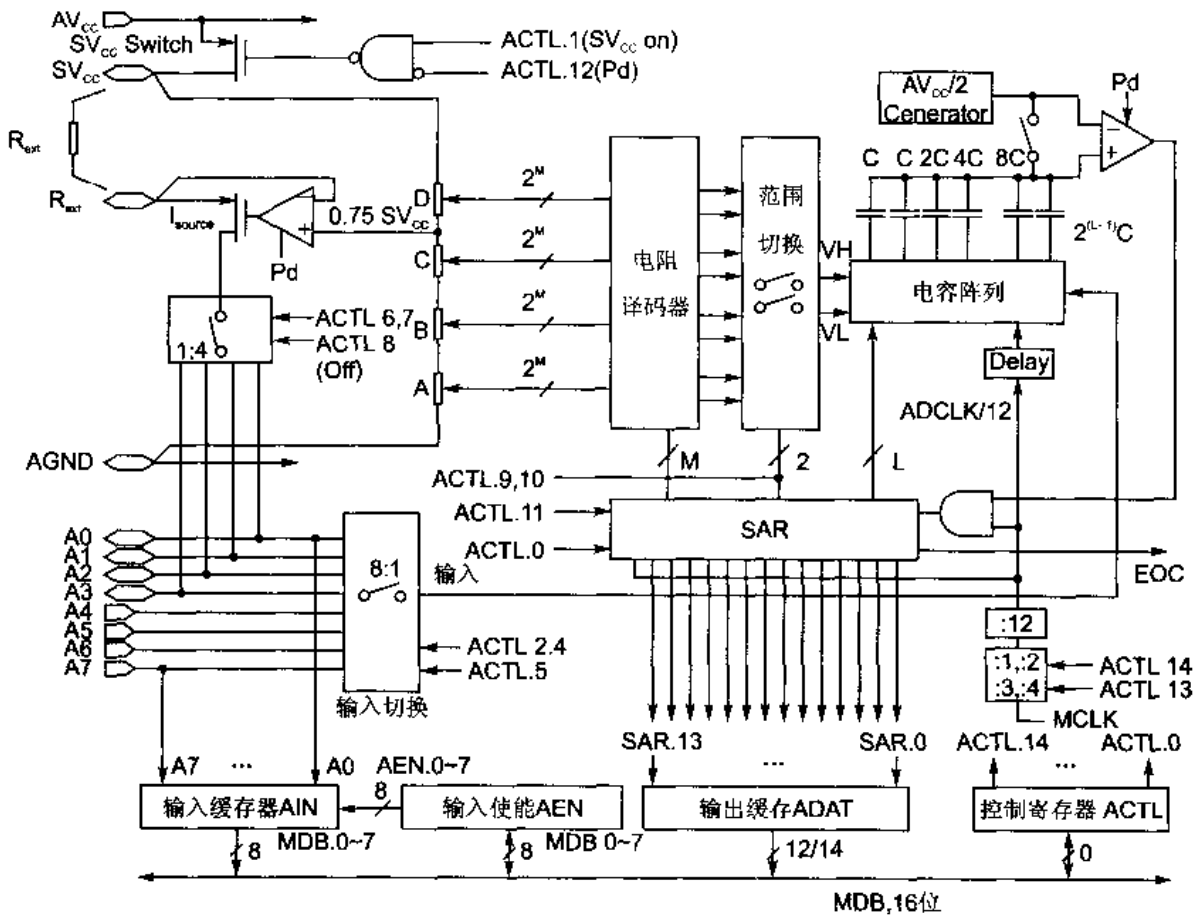 AVcc
SVcc Switch
SVcc
ACTL.1(SVcc on)
ACTL.12(Pd)
Rext
Rext
Isource
Pd
0.75 SVcc
D
C
B
A
2^M
2^M
2^M
2^M
电阻
译码器
范围
切换
VH
VL
AVcc/2
Cenerator
Pd
C
C
2C
4C
8C
2^(L-1)C
电容阵列
Delay
ADCLK/12
1:4
ACTL 6,7
ACTL 8
(Off)
AGND
M
2
L
ACTL.9,10
ACTL.11
ACTL.0
SAR
EOC
A0
A1
A2
A3
A4
A5
A6
A7
8:1
输入
ACTL 2.4
ACTL.5
输入切换
:12
:1,:2
:3,:4
ACTL 14
ACTL 13
MCLK
SAR.13
...
SAR.0
ACTL.14
...
ACTL.0
A7
...
A0
AEN.0~7
8
输入缓存器AIN
输入使能AEN
输出缓存ADAT
控制寄存器 ACTL
8
MDB.0~7
8
MDB 0~7
12/14
0
MDB,16位